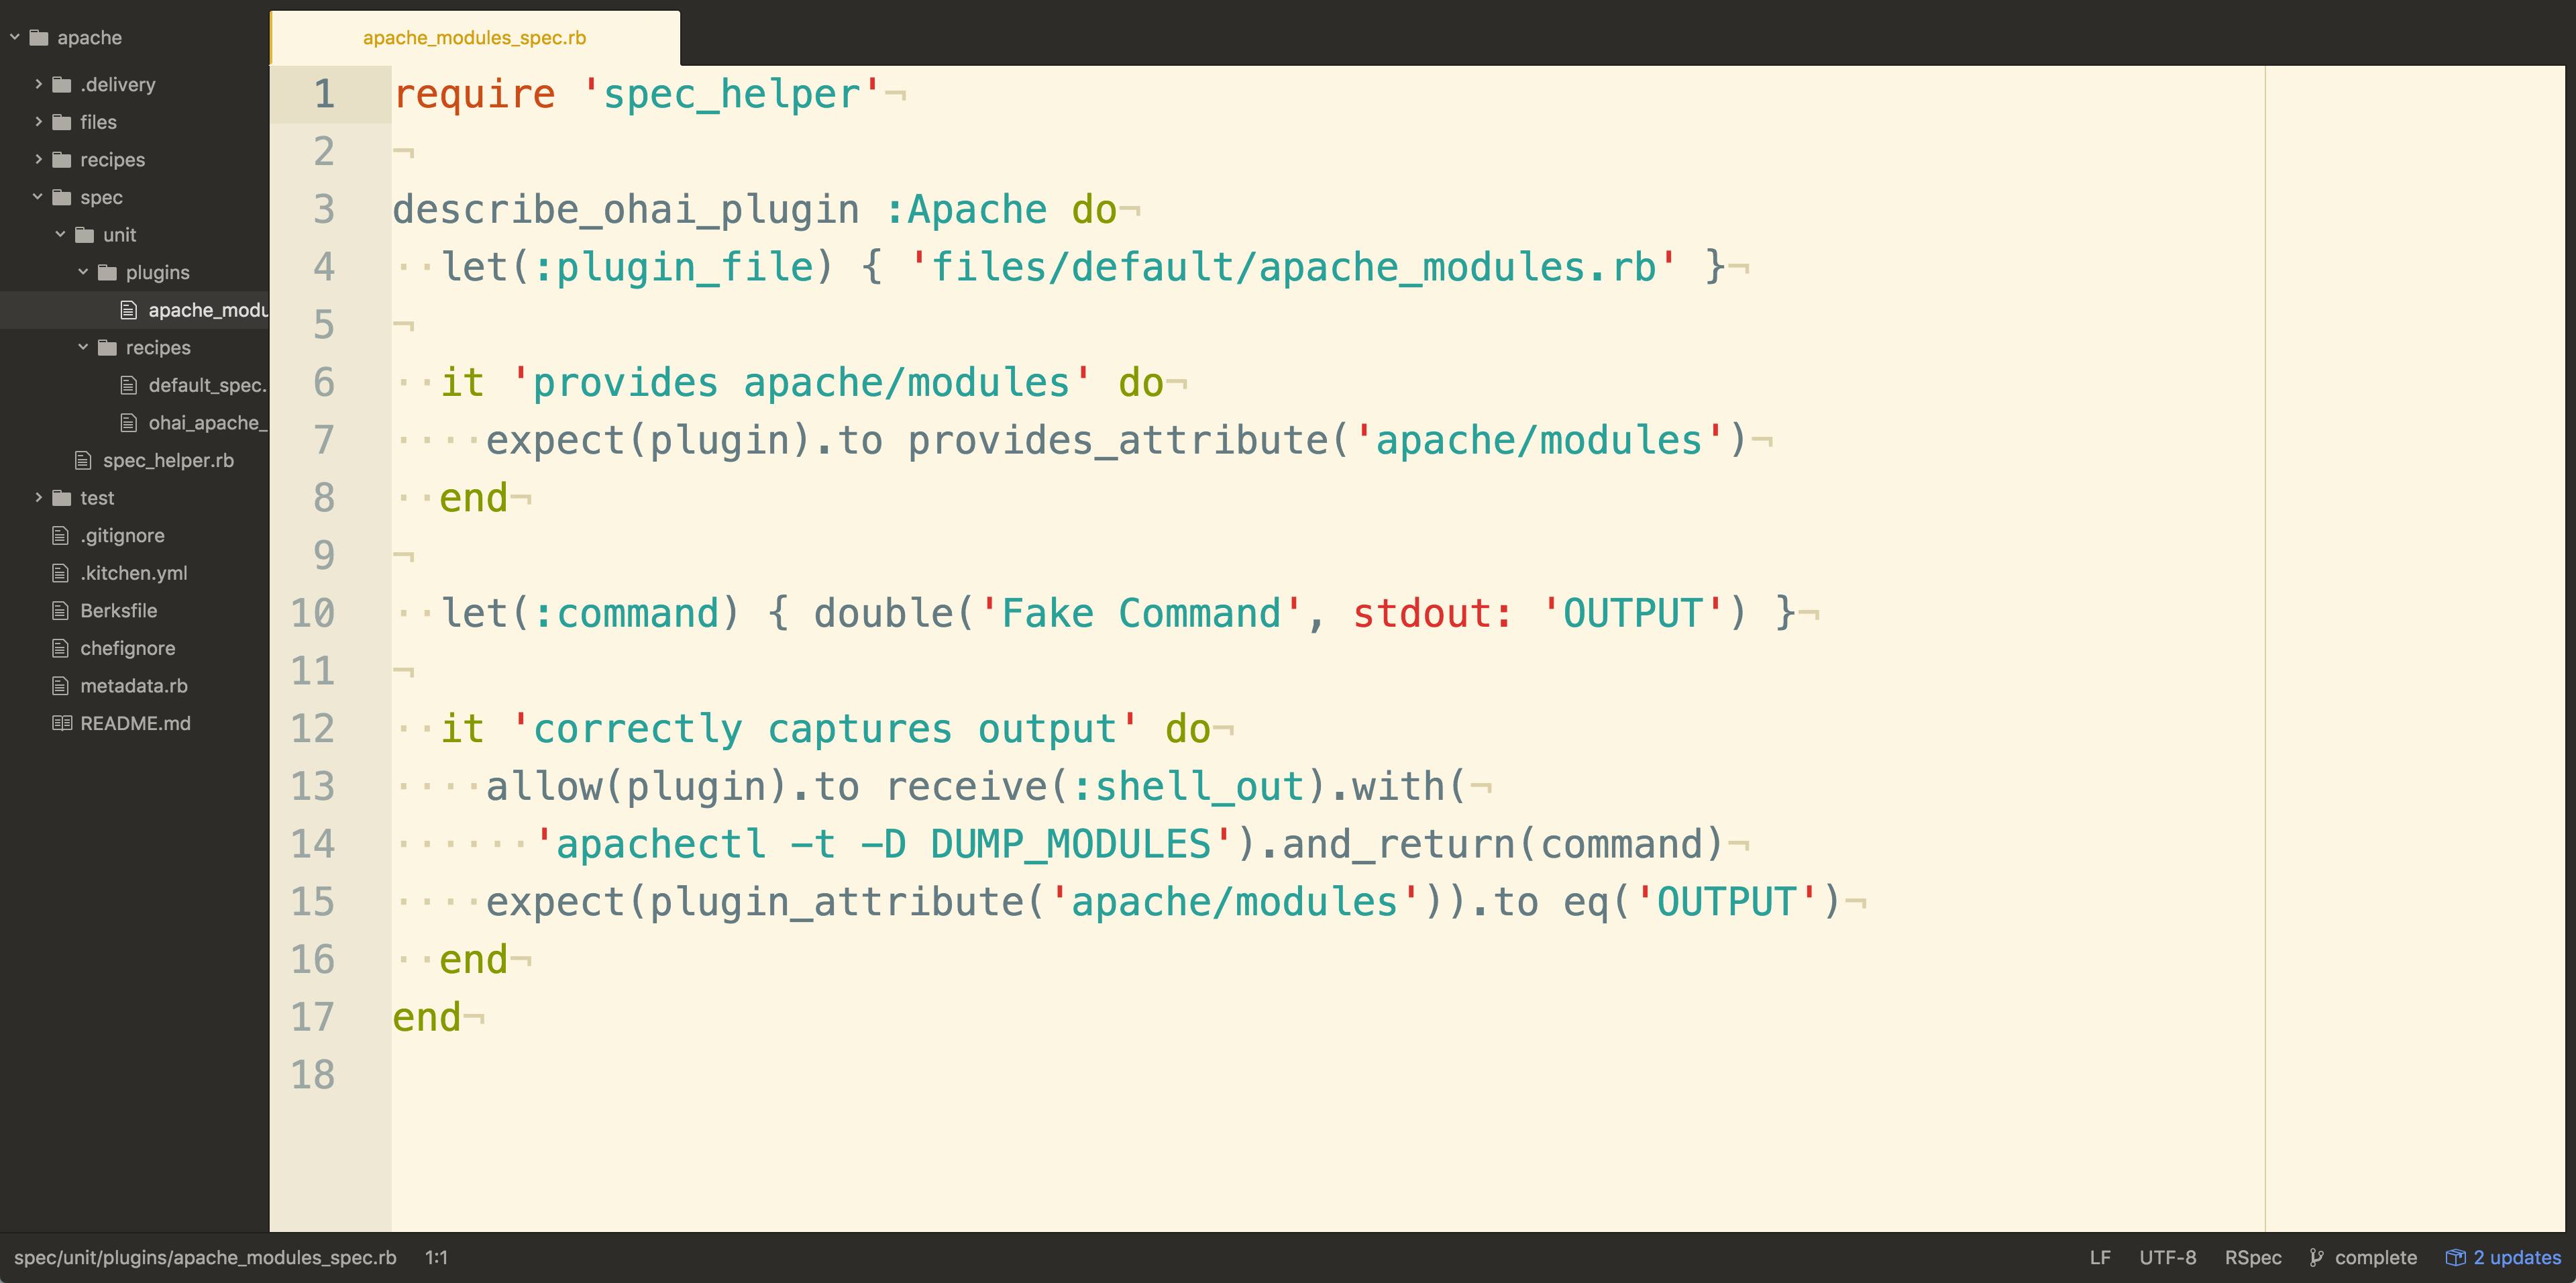 apache
.delivery
files
recipes
spec
unit
plugins
apache_modu
recipes
default_spec.
ohai_apache_
spec_helper.rb
test
.gitignore
.kitchen.yml
Berksfile
chefignore
metadata.rb
README.md
apache_modules_spec.rb
1 require 'spec_helper'¬
2 ¬
3 describe_ohai_plugin :Apache do¬
4 ··let(:plugin_file) { 'files/default/apache_modules.rb' }¬
5 ¬
6 ··it 'provides apache/modules' do¬
7 ····expect(plugin).to provides_attribute('apache/modules')¬
8 ··end¬
9 ¬
10 ··let(:command) { double('Fake Command', stdout: 'OUTPUT') }¬
11 ¬
12 ··it 'correctly captures output' do¬
13 ····allow(plugin).to receive(:shell_out).with(¬
14 ······'apachectl -t -D DUMP_MODULES').and_return(command)¬
15 ····expect(plugin_attribute('apache/modules')).to eq('OUTPUT')¬
16 ··end¬
17 end¬
18
spec/unit/plugins/apache_modules_spec.rb 1:1 LF UTF-8 RSpec complete 2 updates